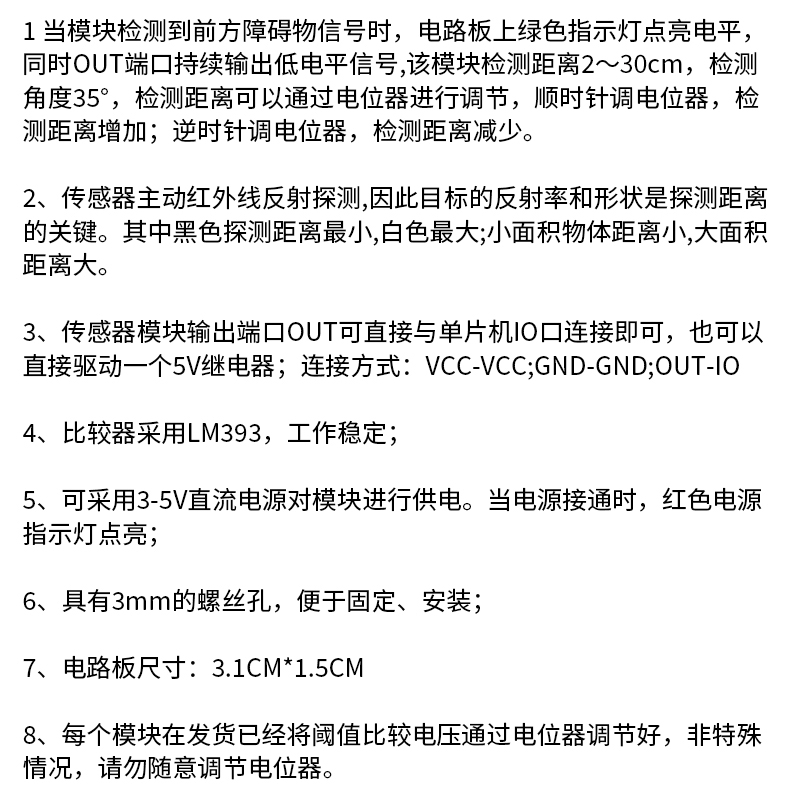 1 当模块检测到前方障碍物信号时，电路板上绿色指示灯点亮电平，
同时OUT端口持续输出低电平信号,该模块检测距离2～30cm，检测
角度35°，检测距离可以通过电位器进行调节，顺时针调电位器，检
测距离增加；逆时针调电位器，检测距离减少。
2、传感器主动红外线反射探测,因此目标的反射率和形状是探测距离
的关键。其中黑色探测距离最小,白色最大;小面积物体距离小,大面积
距离大。
3、传感器模块输出端口OUT可直接与单片机IO口连接即可，也可以
直接驱动一个5V继电器；连接方式：VCC-VCC;GND-GND;OUT-IO
4、比较器采用LM393，工作稳定；
5、可采用3-5V直流电源对模块进行供电。当电源接通时，红色电源
指示灯点亮；
6、具有3mm的螺丝孔，便于固定、安装；
7、电路板尺寸：3.1CM*1.5CM
8、每个模块在发货已经将阈值比较电压通过电位器调节好，非特殊
情况，请勿随意调节电位器。